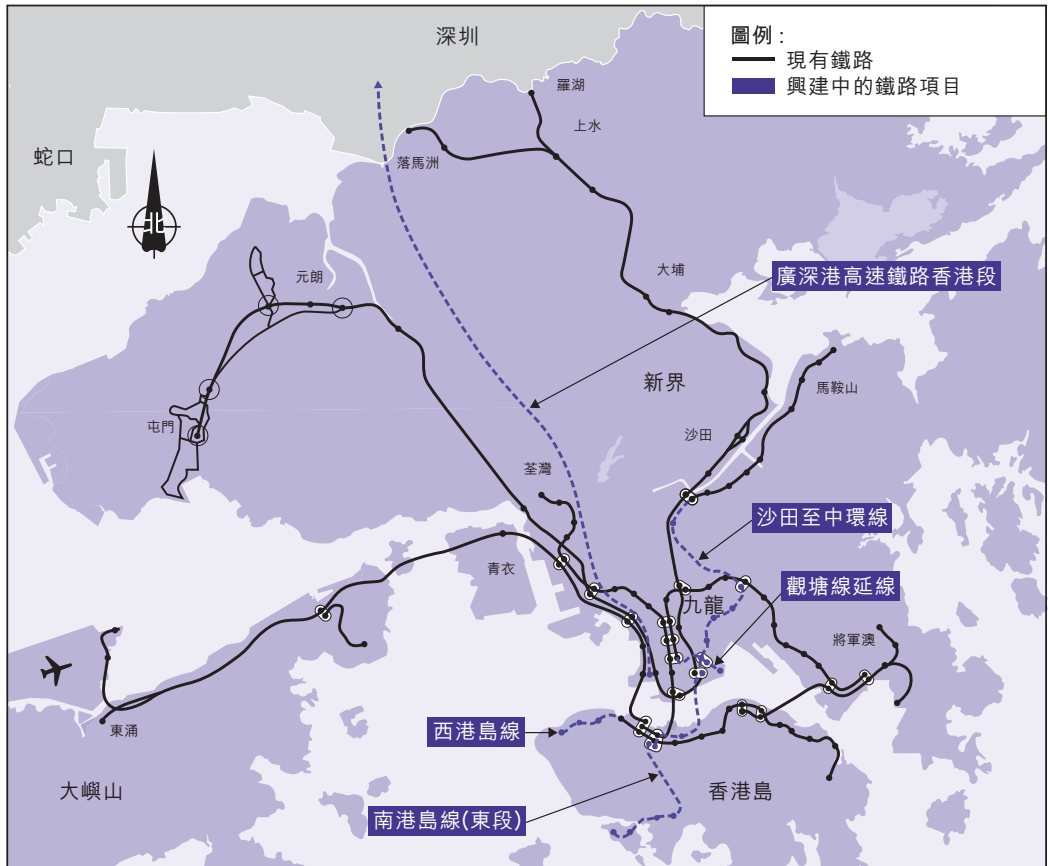 深圳
圖例 :
現有鐵路
興建中的鐵路項目
羅湖
上水
蛇口
落馬洲
北
大埔
元朗
廣深港高速鐵路香港段
新界
馬鞍山
屯門
沙田
荃灣
沙田至中環線
青衣
觀塘線延線
九龍
將軍澳
東涌
西港島線
大嶼山
香港島
南港島線(東段)